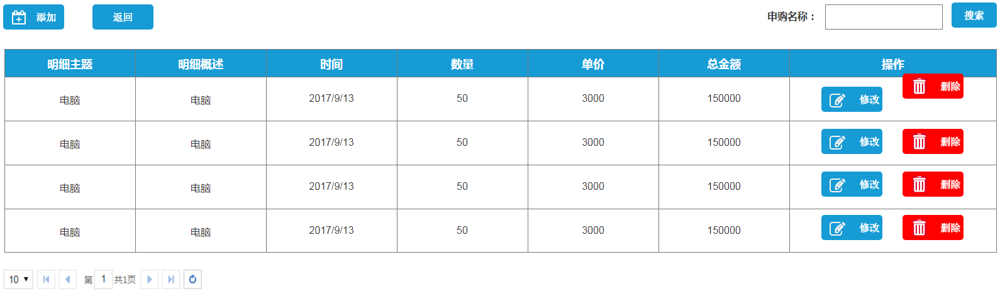 添加 返回 申购名称： 搜索
明细主题 明细概述 时间 数量 单价 总金额 操作
电脑 电脑 2017/9/13 50 3000 150000 修改 删除
电脑 电脑 2017/9/13 50 3000 150000 修改 删除
电脑 电脑 2017/9/13 50 3000 150000 修改 删除
电脑 电脑 2017/9/13 50 3000 150000 修改 删除
10 第 1 共1页